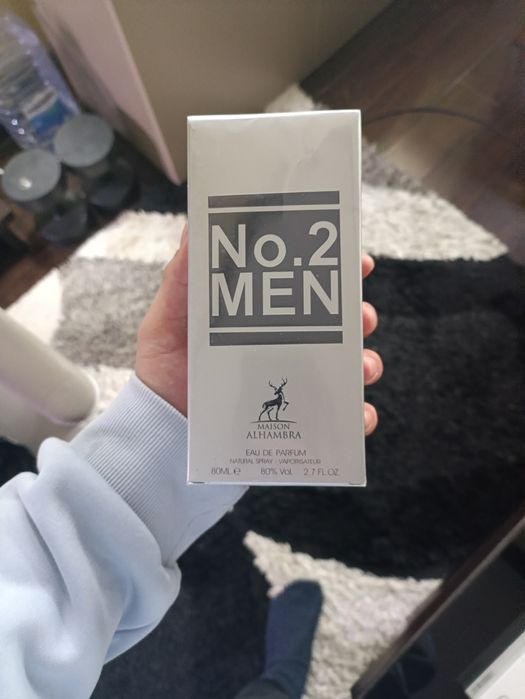 No.2
MEN
MAISON
ALHAMBRA
EAU DE PARFUM
NATURAL SPRAY - VAPORISATEUR
80ML℮ 80% Vol. 2.7 FL.OZ.